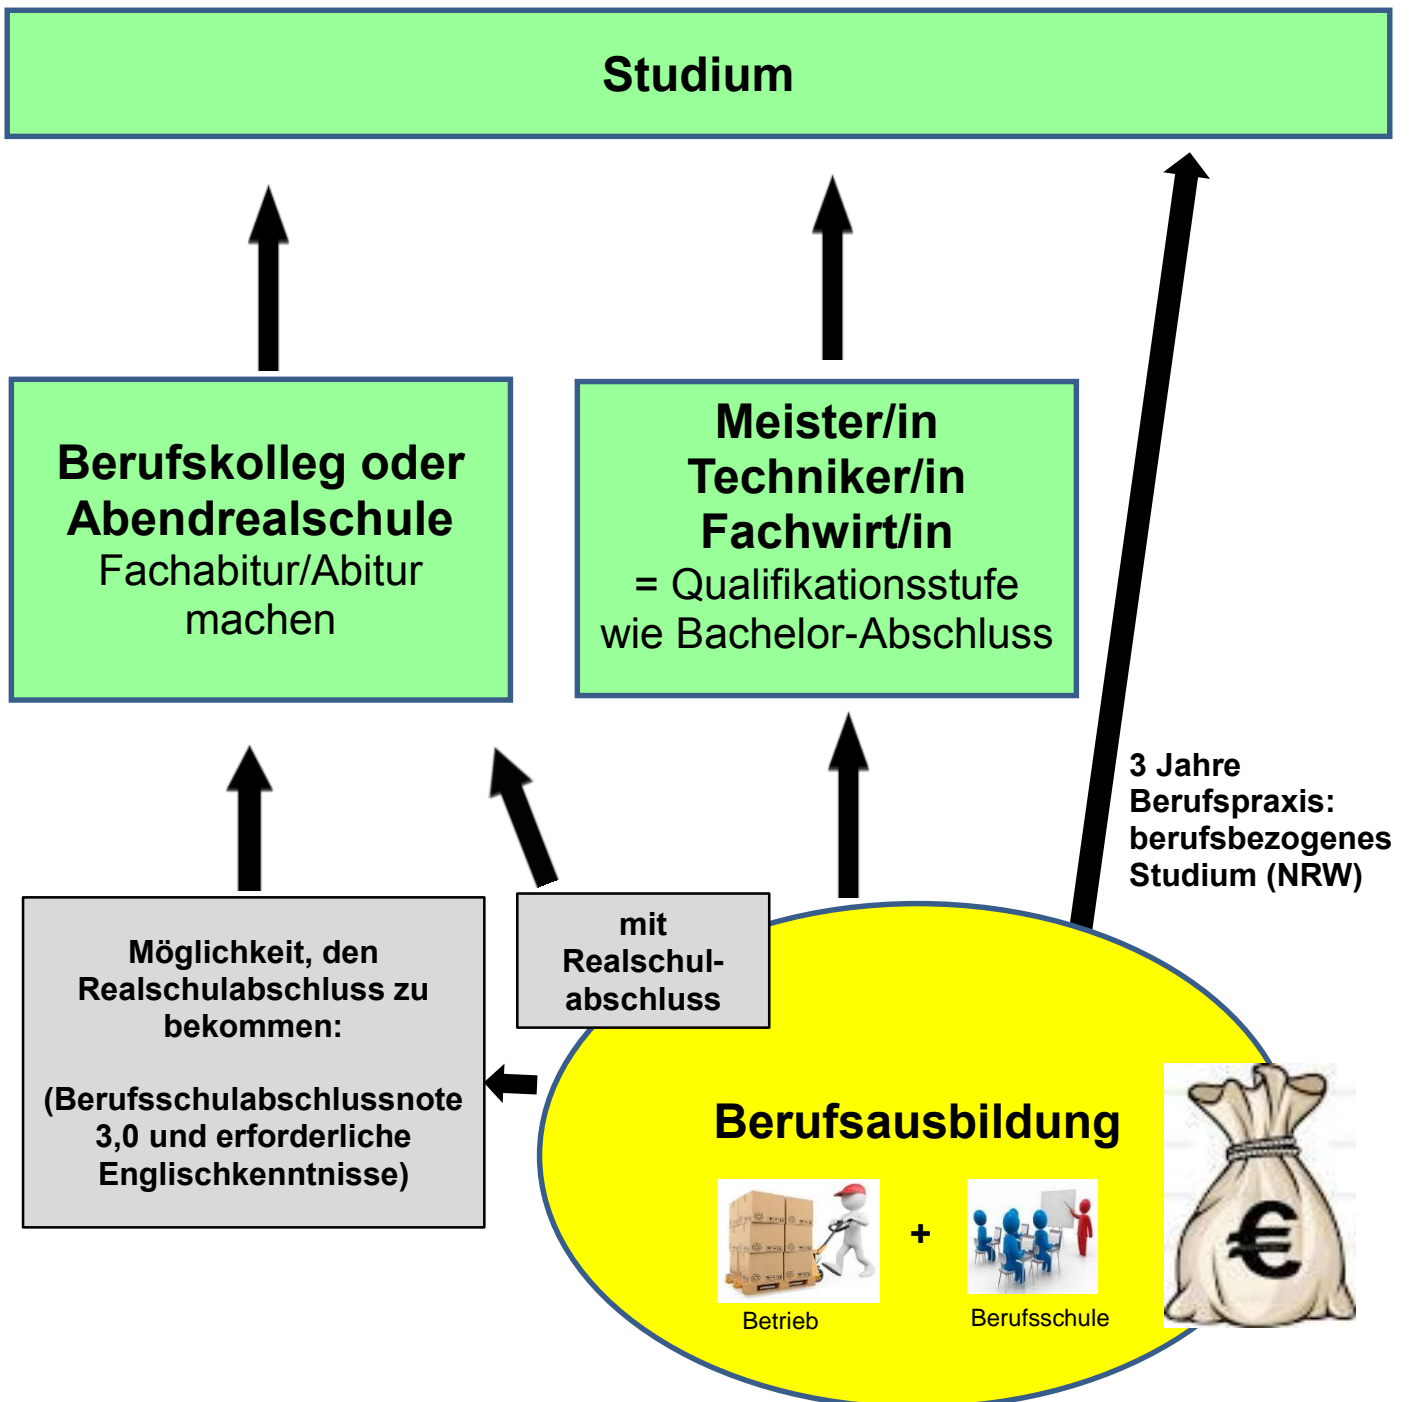 Studium
Berufskolleg oder
Abendrealschule
Fachabitur/Abitur
machen
Meister/in
Techniker/in
Fachwirt/in
= Qualifikationsstufe
wie Bachelor-Abschluss
3 Jahre
Berufspraxis:
berufsbezogenes
Studium (NRW)
Möglichkeit, den
Realschulabschluss zu
bekommen:
(Berufsschulabschlussnote
3,0 und erforderliche
Englischkenntnisse)
mit
Realschul-
abschluss
Berufsausbildung
+
€
Betrieb
Berufsschule